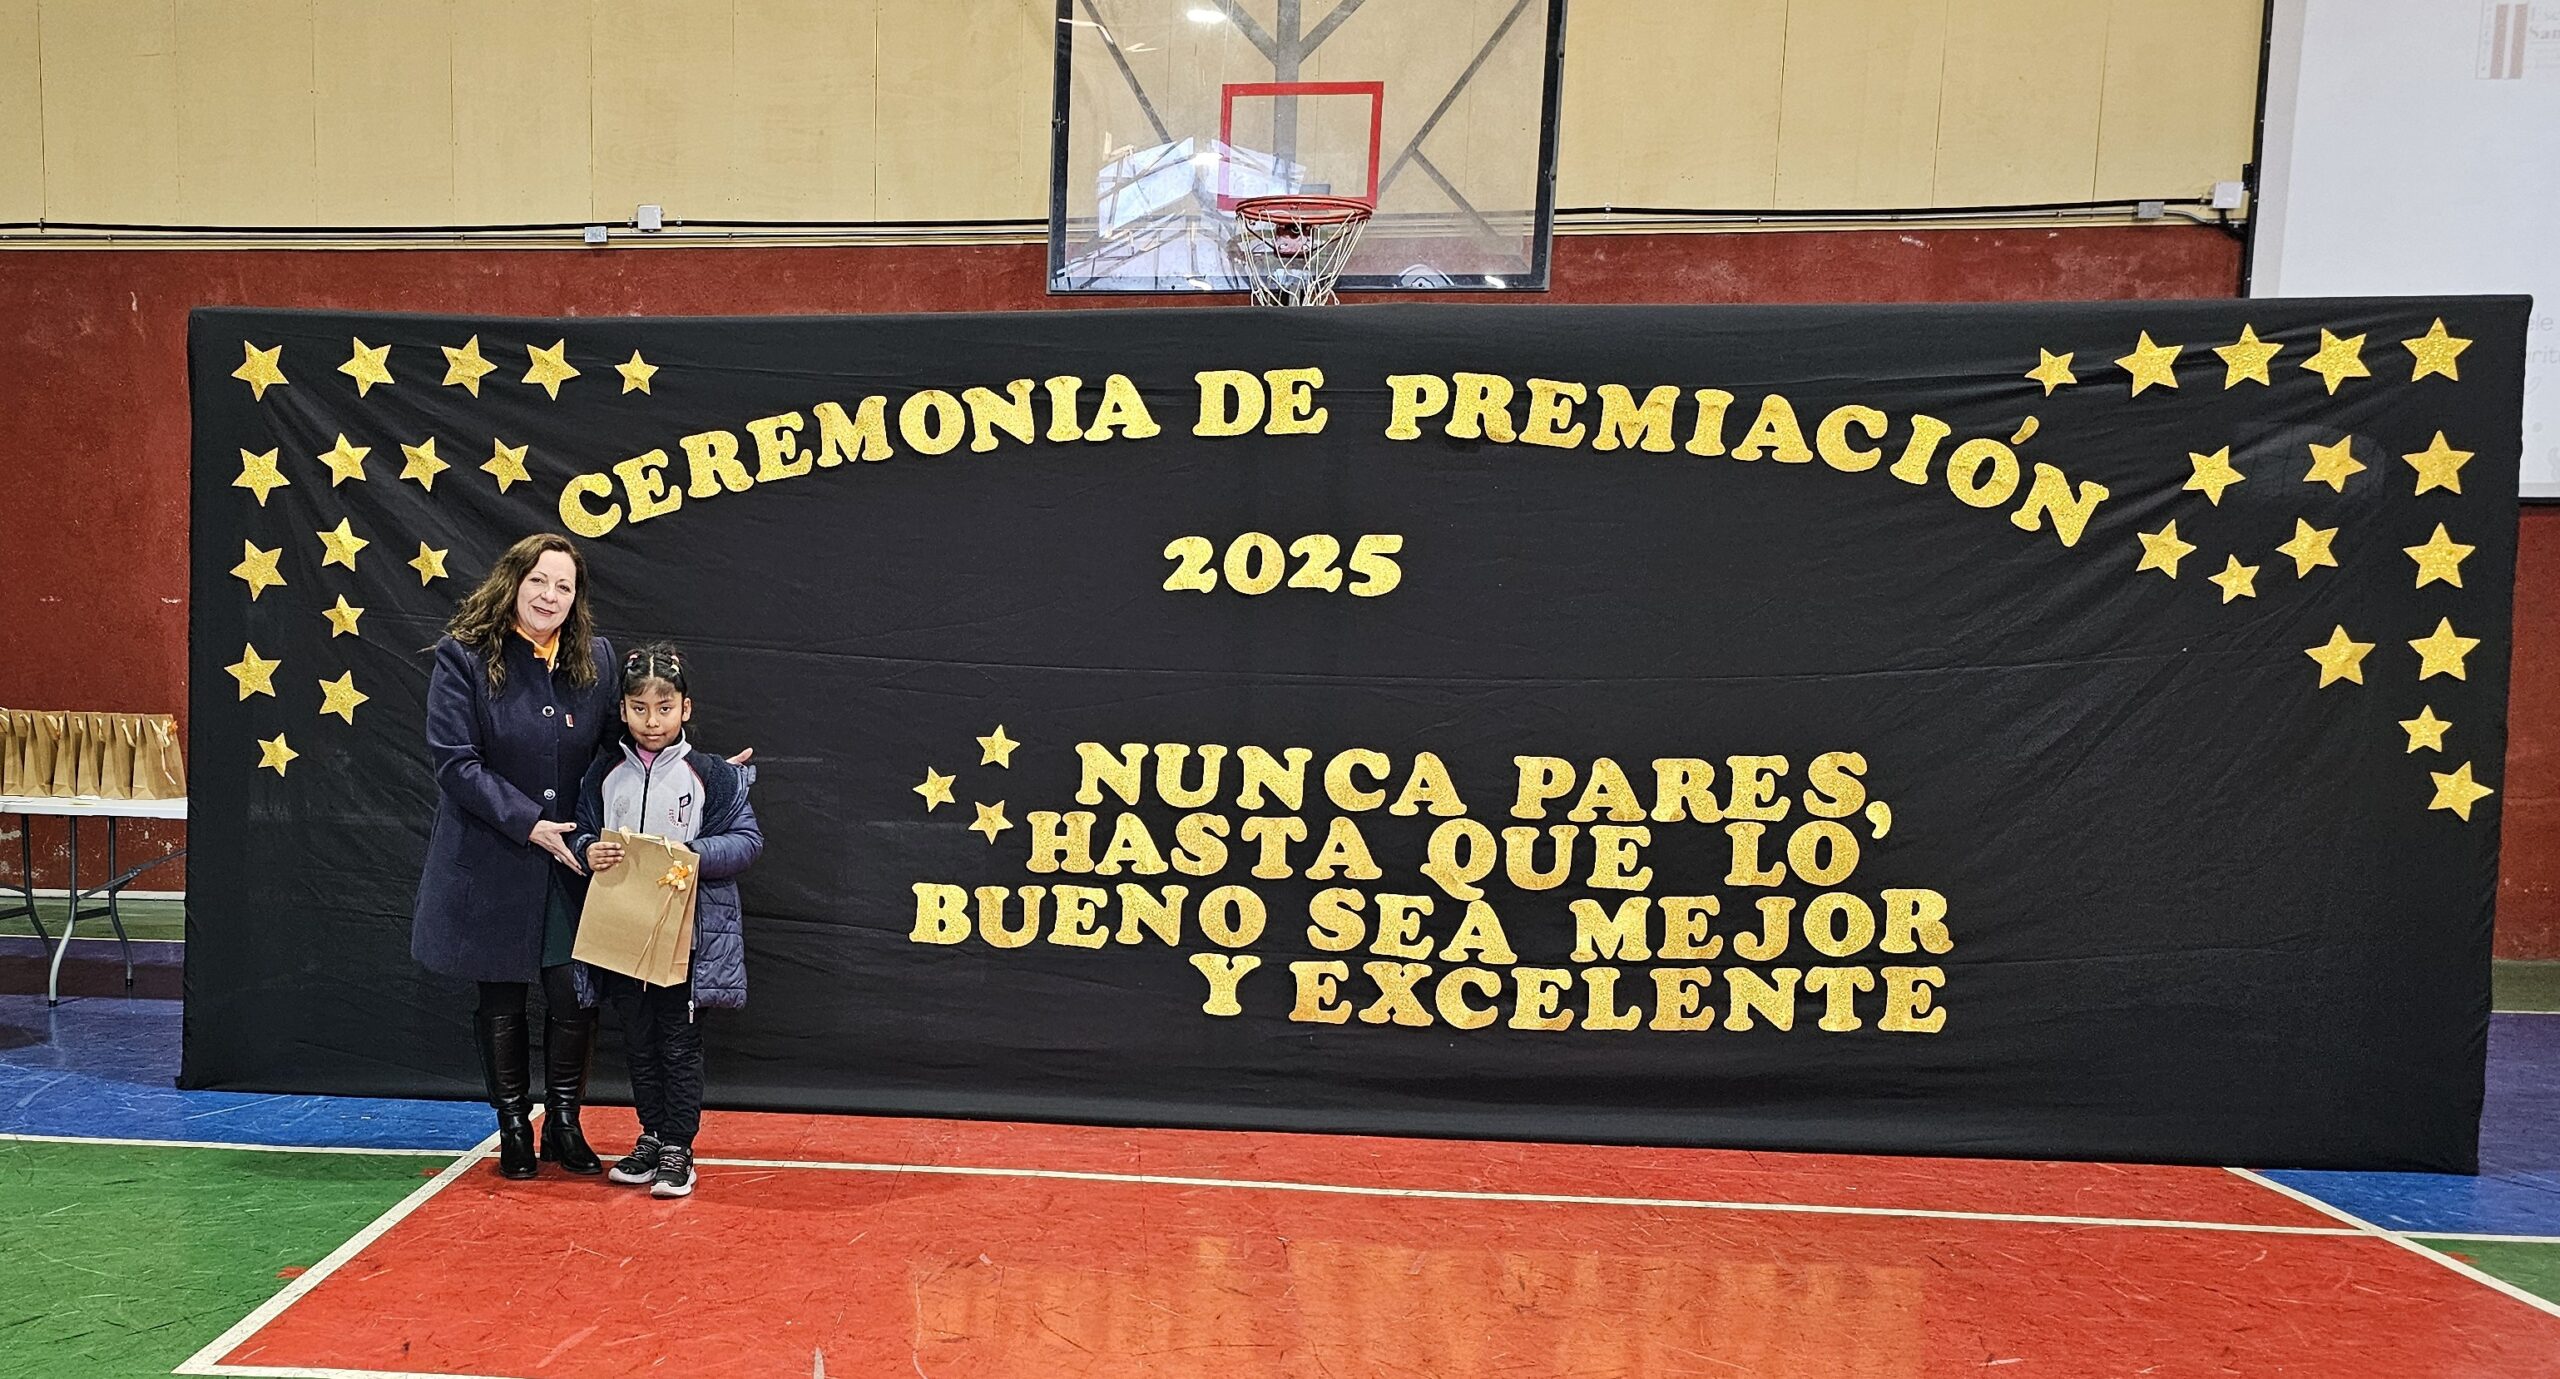 CEREMONIA DE PREMIACIÓN
2025
NUNCA PARES,
HASTA QUE LO
BUENO SEA MEJOR
Y EXCELENTE